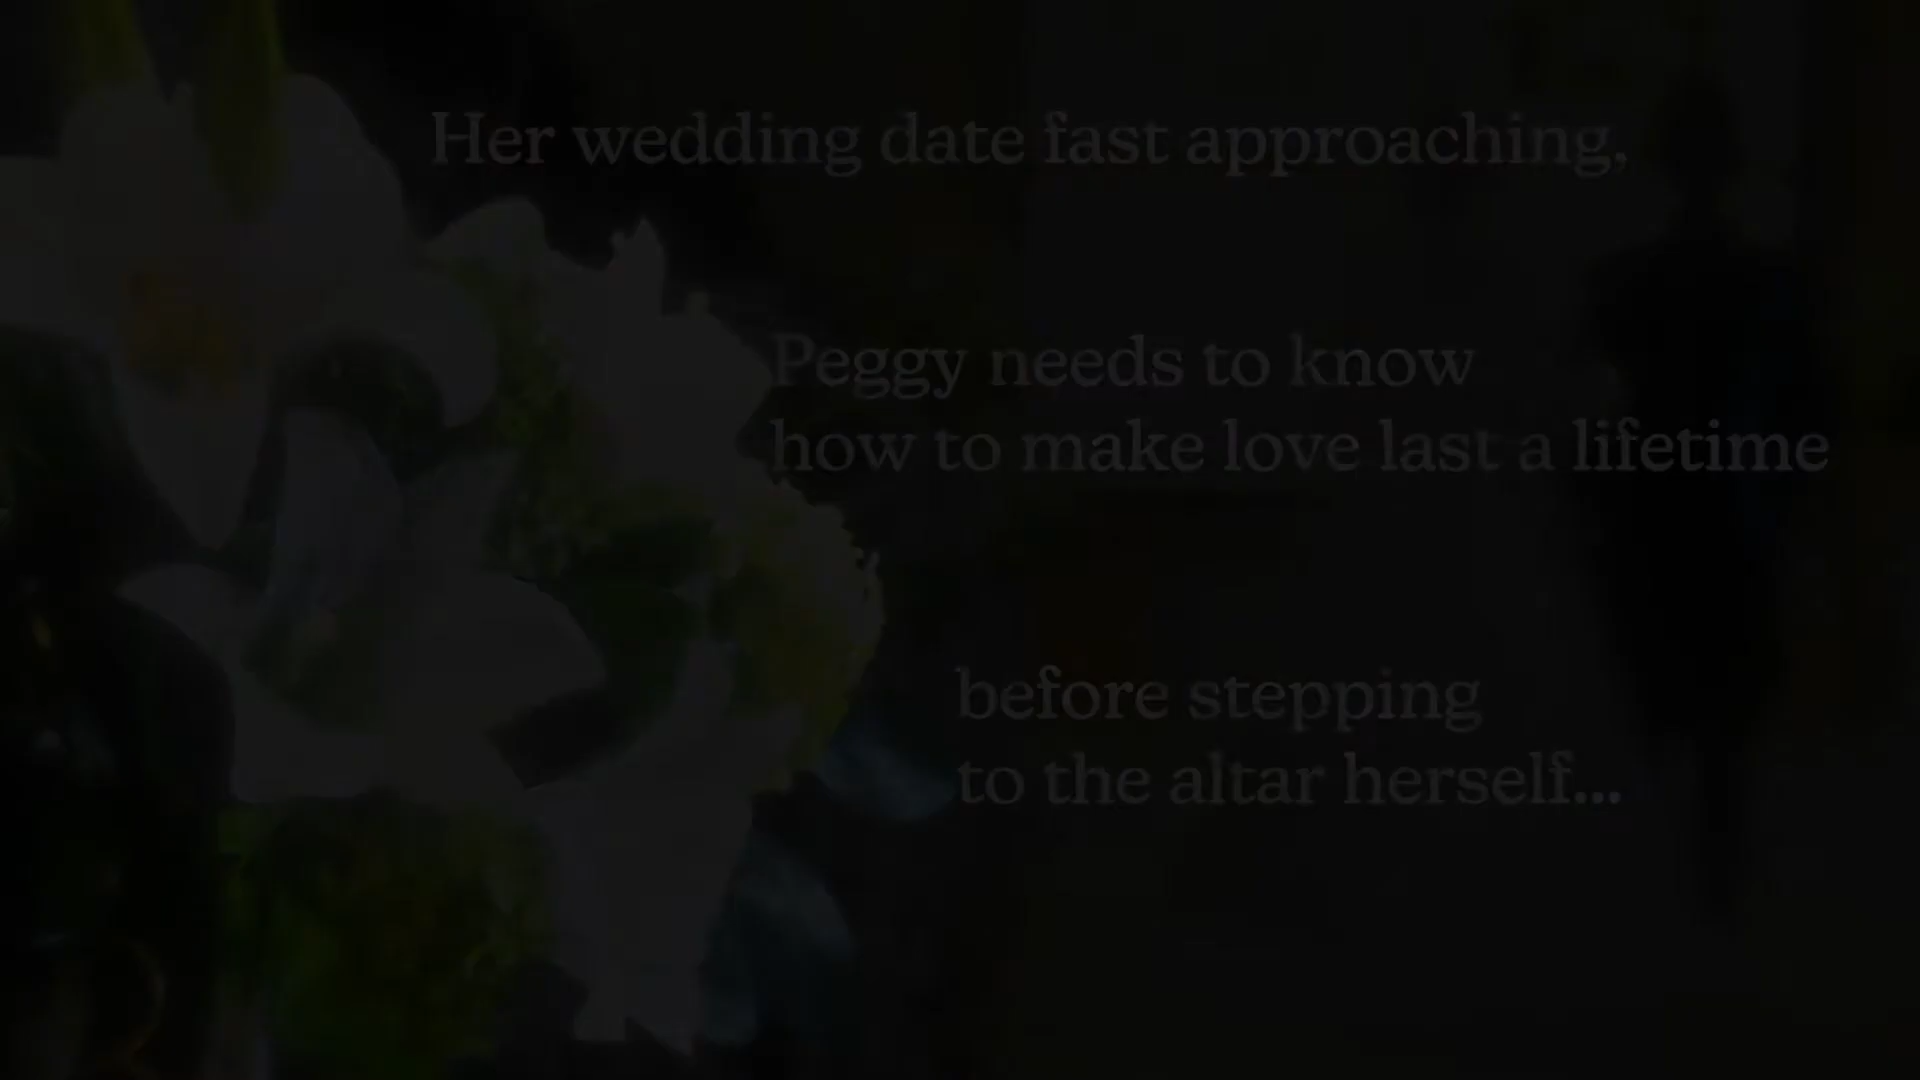 Her wedding date fast approaching,
Peggy needs to know
how to make love last a lifetime
before stepping
to the altar herself...